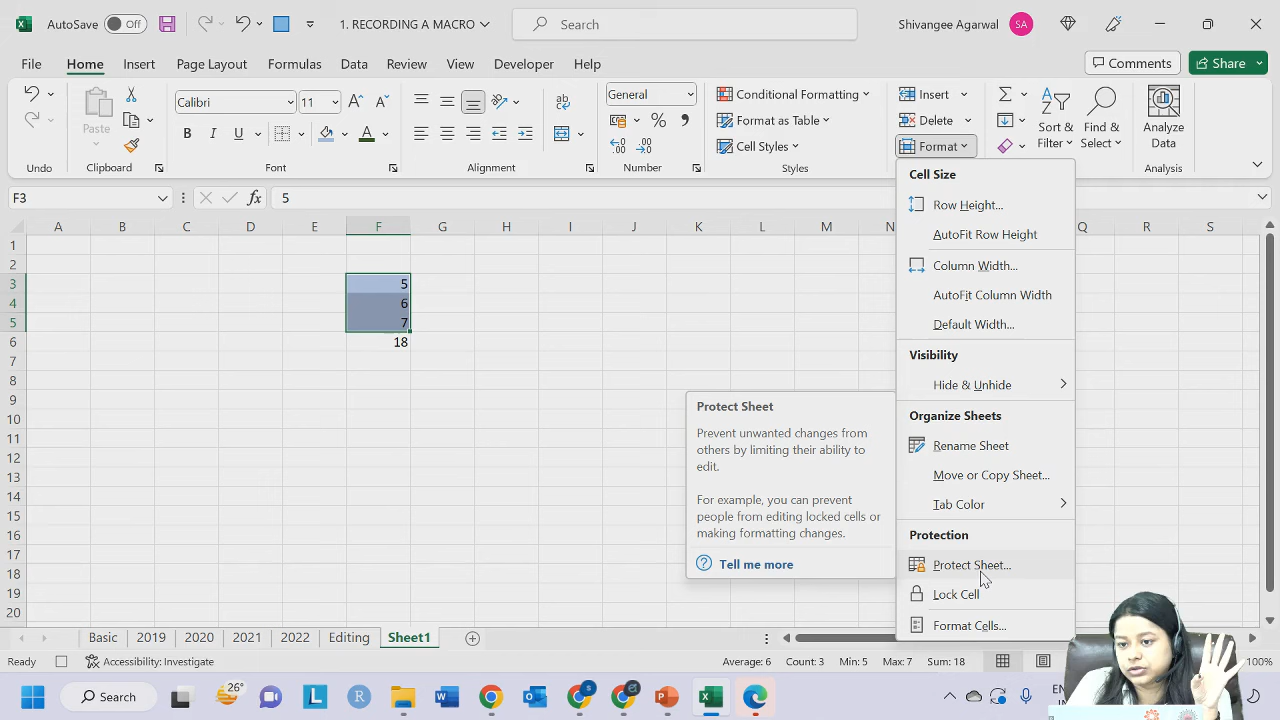 AutoSave Off 1. RECORDING A MACRO Search Shivangee Agarwal SA
File Home Insert Page Layout Formulas Data Review View Developer Help Comments Share
Calibri 11 General Conditional Formatting Insert
Paste Format as Table Delete Sort & Filter Find & Select Analyze Data
Cell Styles Format
Undo Clipboard Font Alignment Number Styles Analysis
F3 fx 5
A B C D E F G H I J K L M N Q R S
1
2
3 5
4 6
5 7
6 18
7
8
9
10
11
12
13
14
15
16
17
18
19
20
Cell Size
Row Height...
AutoFit Row Height
Column Width...
AutoFit Column Width
Default Width...
Visibility
Hide & Unhide
Organize Sheets
Rename Sheet
Move or Copy Sheet...
Tab Color
Protection
Protect Sheet...
Lock Cell
Format Cells...
Protect Sheet
Prevent unwanted changes from
others by limiting their ability to
edit.
For example, you can prevent
people from editing locked cells or
making formatting changes.
Tell me more
Basic 2019 2020 2021 2022 Editing Sheet1
Ready Accessibility: Investigate Average: 6 Count: 3 Min: 5 Max: 7 Sum: 18 100%
Search 26° EN